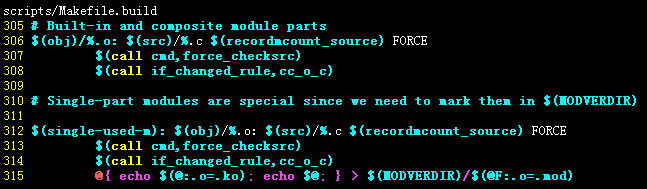 scripts/Makefile.build
305 # Built-in and composite module parts
306 $(obj)/%.o: $(src)/%.c $(recordmcount_source) FORCE
307 $(call cmd,force_checksrc)
308 $(call if_changed_rule,cc_o_c)
309
310 # Single-part modules are special since we need to mark them in $(MODVERDIR)
311
312 $(single-used-m): $(obj)/%.o: $(src)/%.c $(recordmcount_source) FORCE
313 $(call cmd,force_checksrc)
314 $(call if_changed_rule,cc_o_c)
315 @{ echo $(@:.o=.ko); echo $@; } > $(MODVERDIR)/$(@F:.o=.mod)